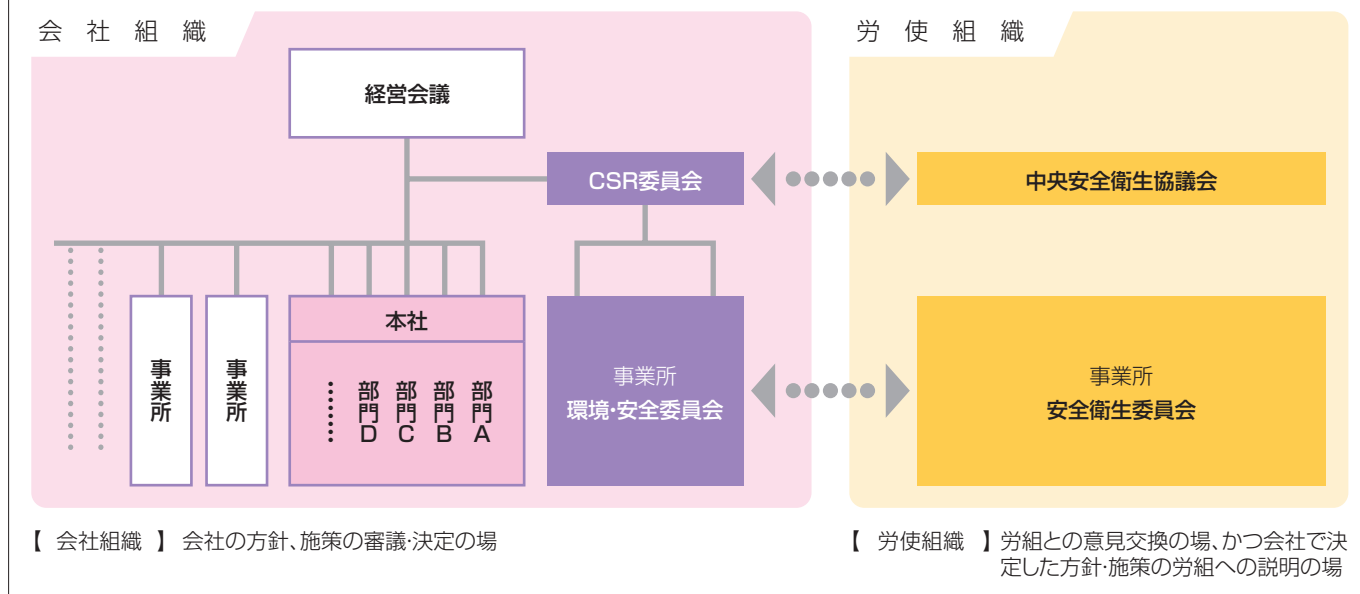 会社組織
労使組織
経営会議
CSR委員会
中央安全衛生協議会
事業所
事業所
本社
部門A
部門B
部門C
部門D
……
事業所
環境・安全委員会
事業所
安全衛生委員会
【 会社組織 】 会社の方針、施策の審議・決定の場
【 労使組織 】 労組との意見交換の場、かつ会社で決
定した方針・施策の労組への説明の場